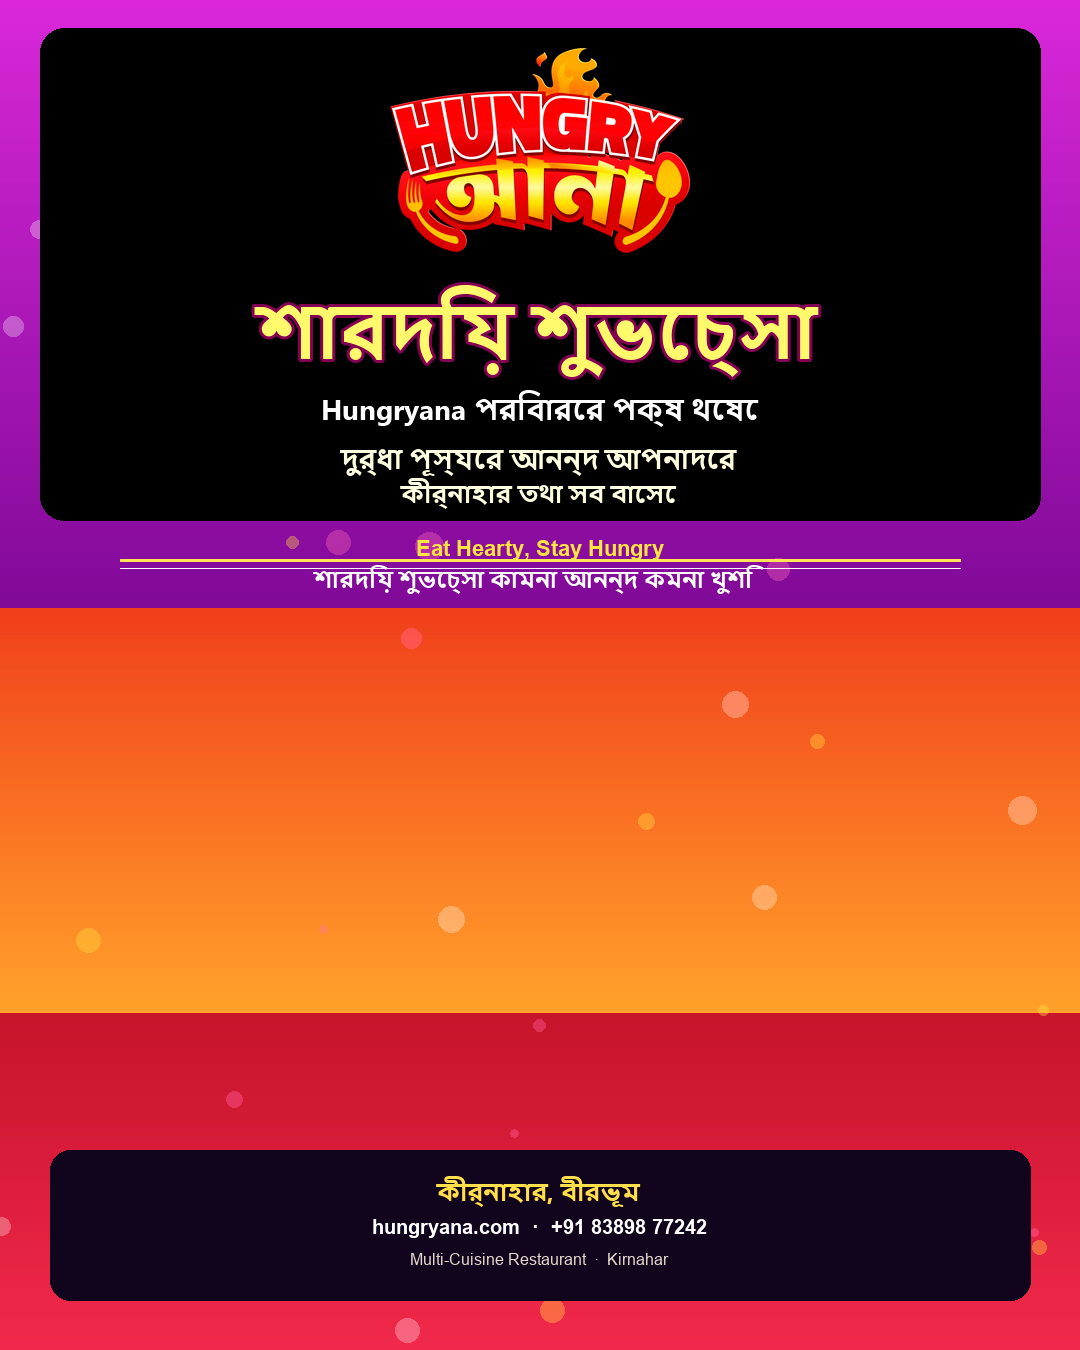 HUNGRY
আনা
শারদয়ি শুভচে্সা
Hungryana পরবিাররে পক্ষ থষেে
দুর্ধা পূস্যরে আনন্দ আপনাদরে
কীর্নাহার তথা সব বাসেে
Eat Hearty, Stay Hungry
শারদয়ি শুভচে্সা কামনা আনন্দ কমনা খুশি
কীর্নাহার, বীরভূম
hungryana.com · +91 83898 77242
Multi-Cuisine Restaurant · Kirnahar